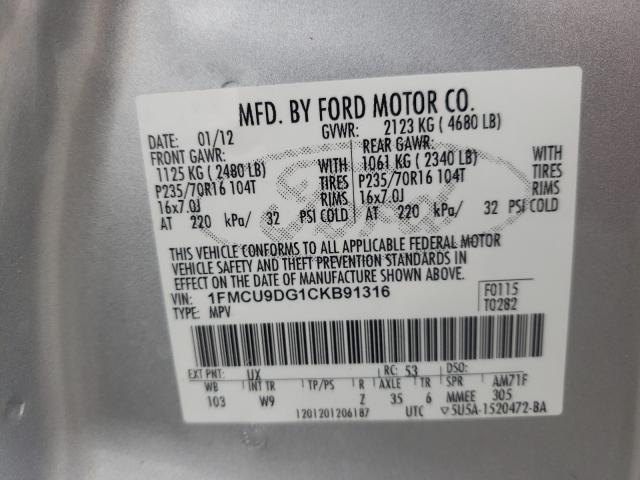 MFD. BY FORD MOTOR CO.
DATE: 01/12 GVWR: 2123 KG ( 4680 LB)
FRONT GAWR: REAR GAWR:
1125 KG ( 2480 LB) WITH 1061 KG ( 2340 LB) WITH
P235/70R16 104T TIRES P235/70R16 104T TIRES
16x7.0J RIMS 16x7.0J RIMS
AT 220 kPa/ 32 PSI COLD AT 220 kPa/ 32 PSI COLD
Ford
THIS VEHICLE CONFORMS TO ALL APPLICABLE FEDERAL MOTOR
VEHICLE SAFETY AND THEFT PREVENTION STANDARDS IN
EFFECT ON THE DATE OF MANUFACTURE SHOWN ABOVE.
VIN: 1FMCU9DG1CKB91316 F0115
TYPE: MPV T0282
EXT PNT: UX RC: 53 DSO:
WB INT TR TP/PS R AXLE TR SPR AM71F
103 W9 Z 35 6 MMEE 305
1201201206187 UTC ▽5U5A-1520472-BA